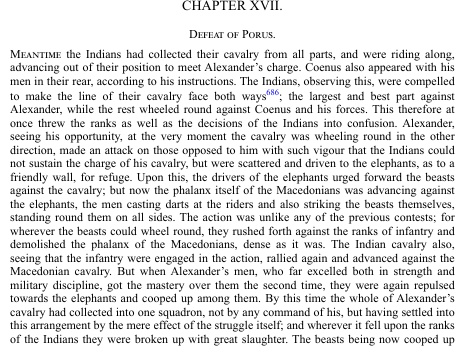 CHAPTER XVII.
Defeat of Porus.
Meantime the Indians had collected their cavalry from all parts, and were riding along,
advancing out of their position to meet Alexander’s charge. Coenus also appeared with his
men in their rear, according to his instructions. The Indians, observing this, were compelled
to make the line of their cavalry face both ways686; the largest and best part against
Alexander, while the rest wheeled round against Coenus and his forces. This therefore at
once threw the ranks as well as the decisions of the Indians into confusion. Alexander,
seeing his opportunity, at the very moment the cavalry was wheeling round in the other
direction, made an attack on those opposed to him with such vigour that the Indians could
not sustain the charge of his cavalry, but were scattered and driven to the elephants, as to a
friendly wall, for refuge. Upon this, the drivers of the elephants urged forward the beasts
against the cavalry; but now the phalanx itself of the Macedonians was advancing against
the elephants, the men casting darts at the riders and also striking the beasts themselves,
standing round them on all sides. The action was unlike any of the previous contests; for
wherever the beasts could wheel round, they rushed forth against the ranks of infantry and
demolished the phalanx of the Macedonians, dense as it was. The Indian cavalry also,
seeing that the infantry were engaged in the action, rallied again and advanced against the
Macedonian cavalry. But when Alexander’s men, who far excelled both in strength and
military discipline, got the mastery over them the second time, they were again repulsed
towards the elephants and cooped up among them. By this time the whole of Alexander’s
cavalry had collected into one squadron, not by any command of his, but having settled into
this arrangement by the mere effect of the struggle itself; and wherever it fell upon the ranks
of the Indians they were broken up with great slaughter. The beasts being now cooped up